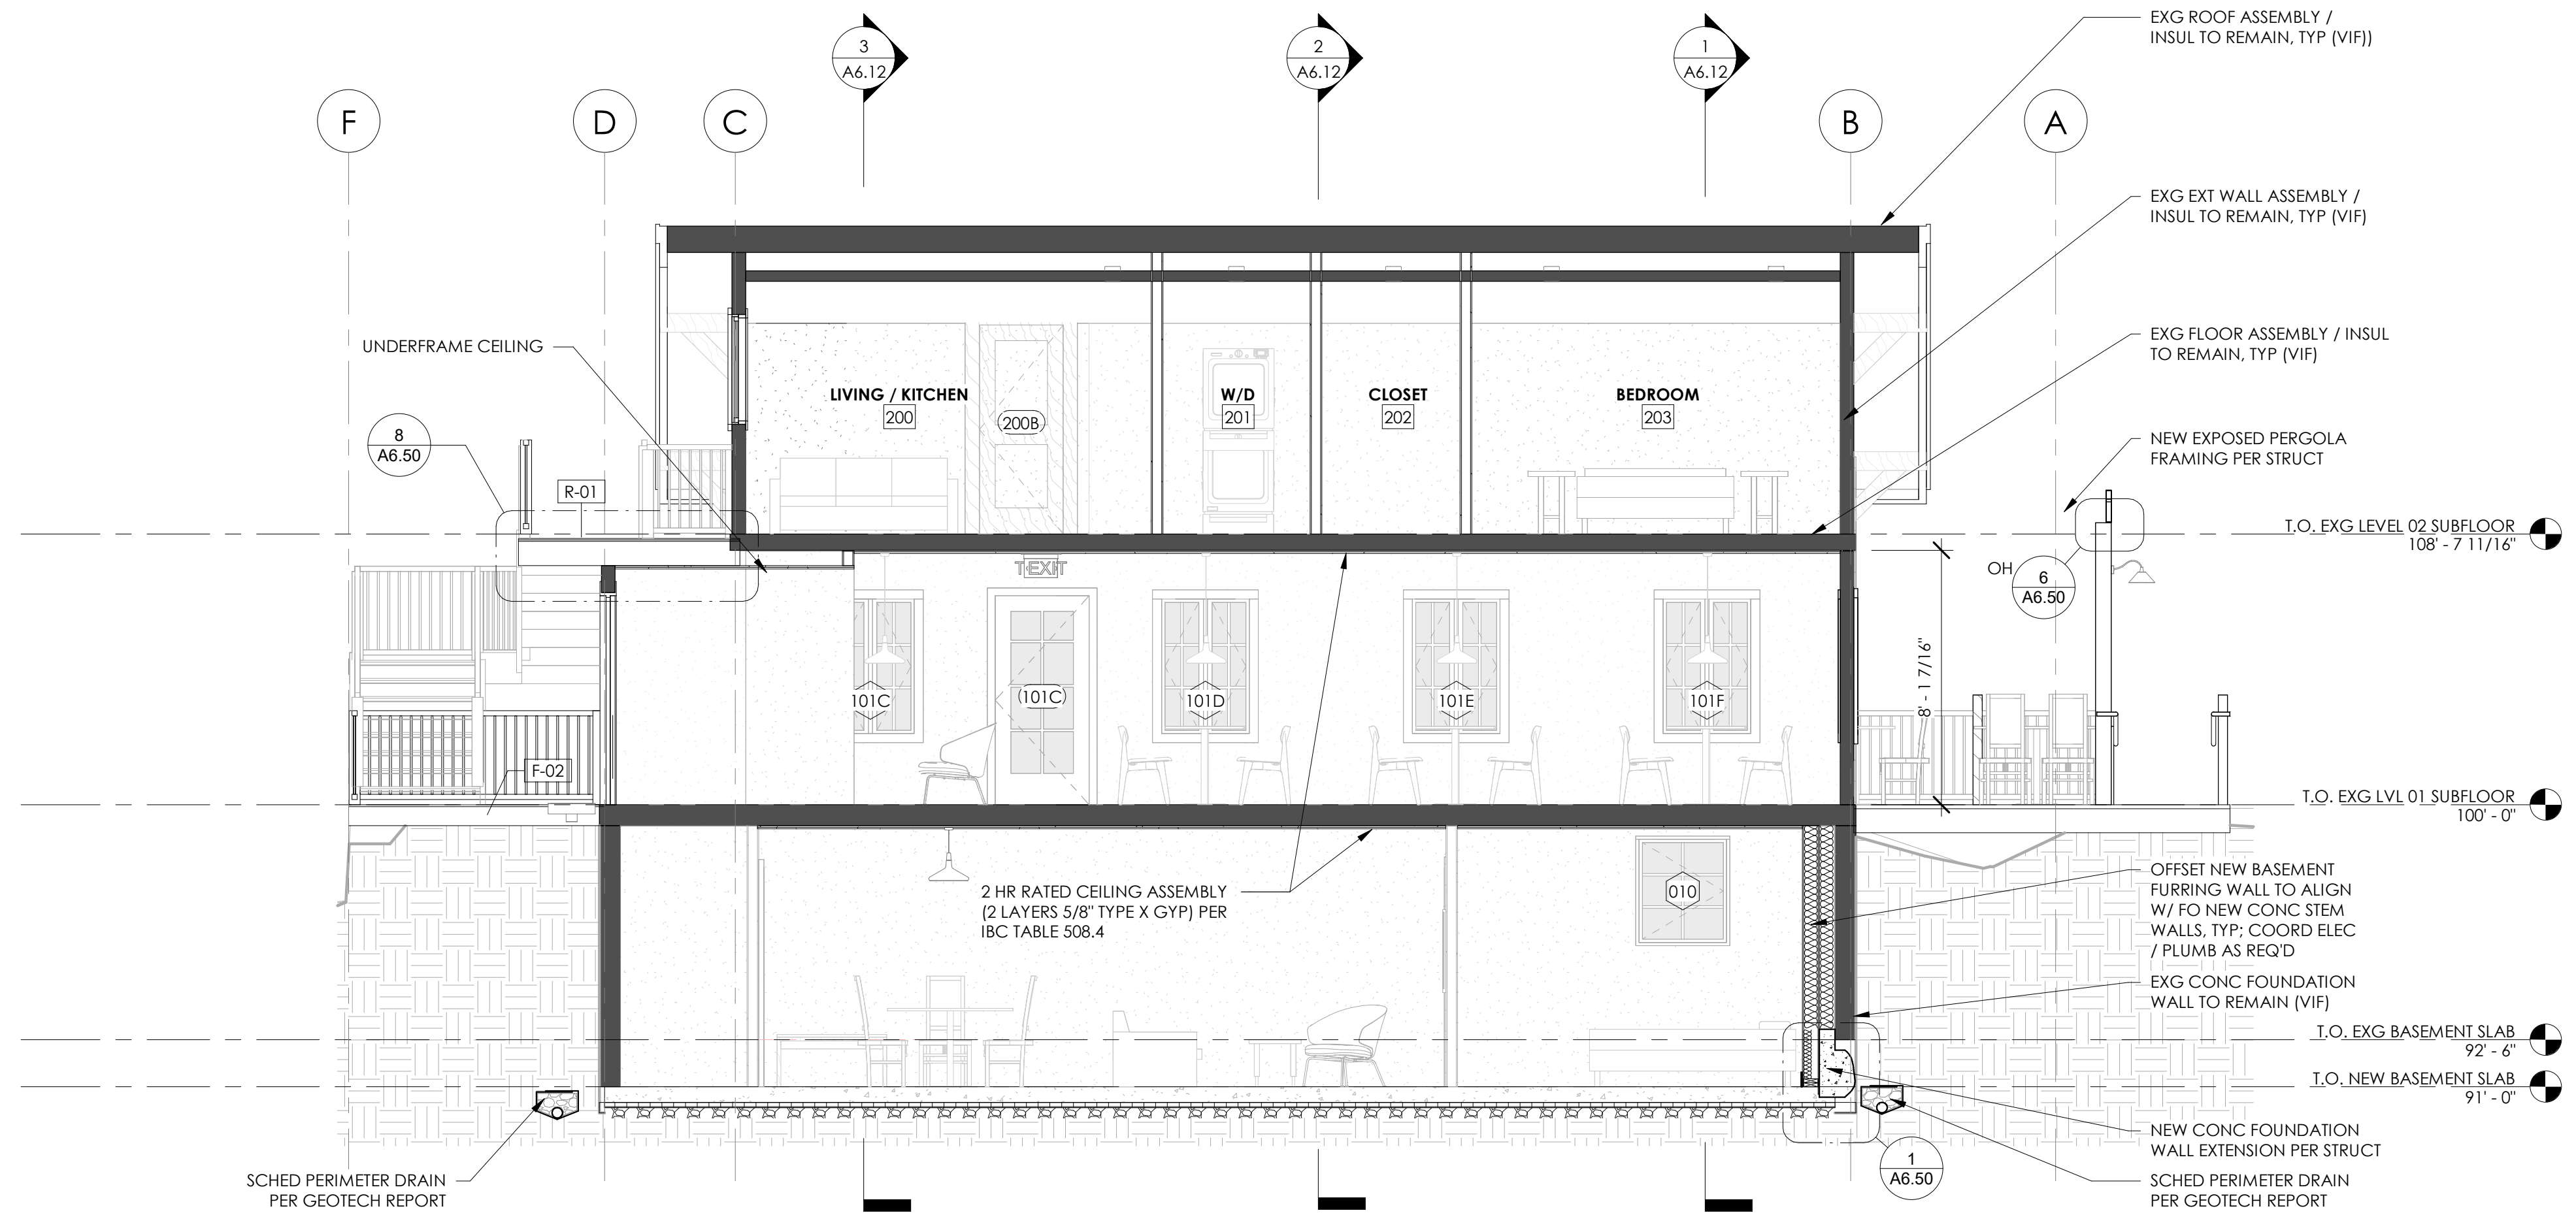 3
A6.12
2
A6.12
1
A6.12
F
D
C
B
A
EXG ROOF ASSEMBLY /
INSUL TO REMAIN, TYP (VIF))
EXG EXT WALL ASSEMBLY /
INSUL TO REMAIN, TYP (VIF)
EXG FLOOR ASSEMBLY / INSUL
TO REMAIN, TYP (VIF)
NEW EXPOSED PERGOLA
FRAMING PER STRUCT
UNDERFRAME CEILING
8
A6.50
R-01
LIVING / KITCHEN
200
200B
W/D
201
CLOSET
202
BEDROOM
203
T.O. EXG LEVEL 02 SUBFLOOR
108' - 7 11/16"
OH
6
A6.50
EXIT
8' - 1 7/16"
101C
(101C)
101D
101E
101F
F-02
T.O. EXG LVL 01 SUBFLOOR
100' - 0"
2 HR RATED CEILING ASSEMBLY
(2 LAYERS 5/8" TYPE X GYP) PER
IBC TABLE 508.4
010
OFFSET NEW BASEMENT
FURRING WALL TO ALIGN
W/ FO NEW CONC STEM
WALLS, TYP; COORD ELEC
/ PLUMB AS REQ'D
EXG CONC FOUNDATION
WALL TO REMAIN (VIF)
T.O. EXG BASEMENT SLAB
92' - 6"
T.O. NEW BASEMENT SLAB
91' - 0"
NEW CONC FOUNDATION
WALL EXTENSION PER STRUCT
1
A6.50
SCHED PERIMETER DRAIN
PER GEOTECH REPORT
SCHED PERIMETER DRAIN
PER GEOTECH REPORT